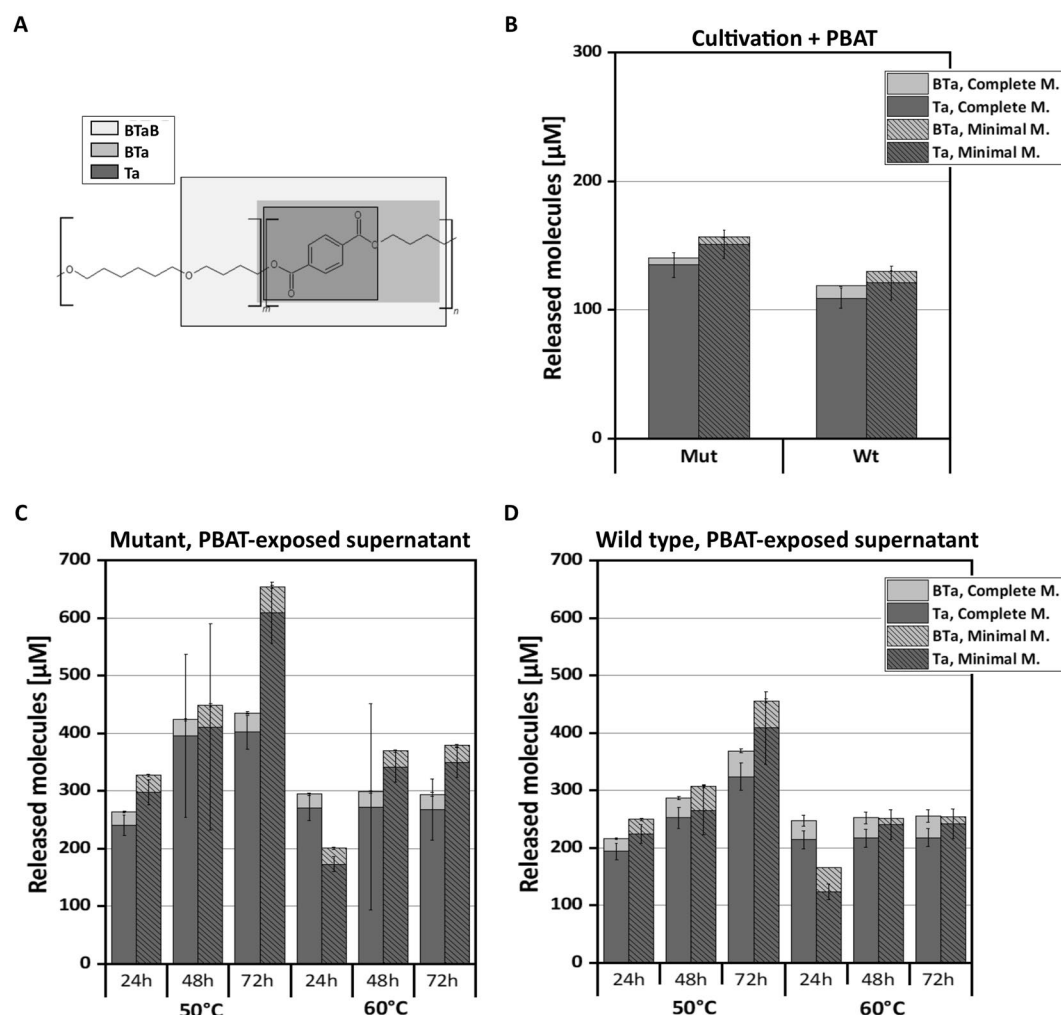 A
BTaB
BTa
Ta
O
O
O
O
O
O
m
n
B
Cultivation + PBAT
Released molecules [µM]
300
200
100
0
BTa, Complete M.
Ta, Complete M.
BTa, Minimal M.
Ta, Minimal M.
Mut
Wt
C
Mutant, PBAT-exposed supernatant
Released molecules [µM]
700
600
500
400
300
200
100
0
24h
48h
72h
24h
48h
72h
50°C
60°C
D
Wild type, PBAT-exposed supernatant
Released molecules [µM]
700
600
500
400
300
200
100
0
BTa, Complete M.
Ta, Complete M.
BTa, Minimal M.
Ta, Minimal M.
24h
48h
72h
24h
48h
72h
50°C
60°C